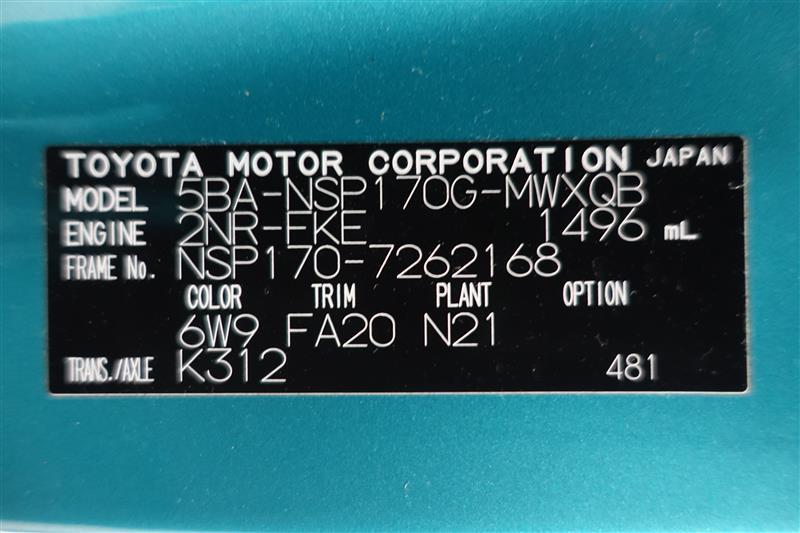 TOYOTA MOTOR CORPORATION JAPAN
MODEL 5BA-NSP170G-MWXQB
ENGINE 2NR-FKE 1496 mL
FRAME No. NSP170-7262168
COLOR TRIM PLANT OPTION
6W9 FA20 N21
TRANS./AXLE K312 481